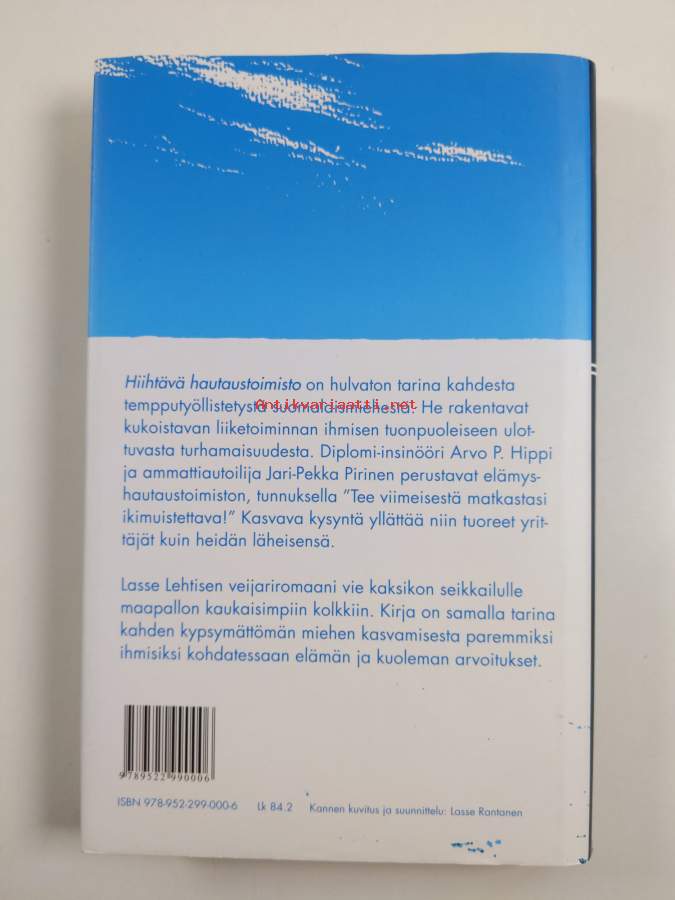 Hiihtävä hautaustoimisto on hulvaton tarina kahdesta
tempputyöllistetystä suomalaismiehestä. He rakentavat
Antikvariaatti.net
kukoistavan liiketoiminnan ihmisen tuonpuoleiseen ulot-
tuvasta turhamaisuudesta. Diplomi-insinööri Arvo P. Hippi
ja ammattiautoilija Jari-Pekka Pirinen perustavat elämys-
hautaustoimiston, tunnuksella ”Tee viimeisestä matkastasi
ikimuistettava!” Kasvava kysyntä yllättää niin tuoreet yrit-
täjät kuin heidän läheisensä.
Lasse Lehtisen veijariromaani vie kaksikon seikkailulle
maapallon kaukaisimpiin kolkkiin. Kirja on samalla tarina
kahden kypsymättömän miehen kasvamisesta paremmiksi
ihmisiksi kohdatessaan elämän ja kuoleman arvoitukset.
9789522990006
ISBN 978-952-299-000-6 Lk 84.2 Kannen kuvitus ja suunnittelu: Lasse Rantanen